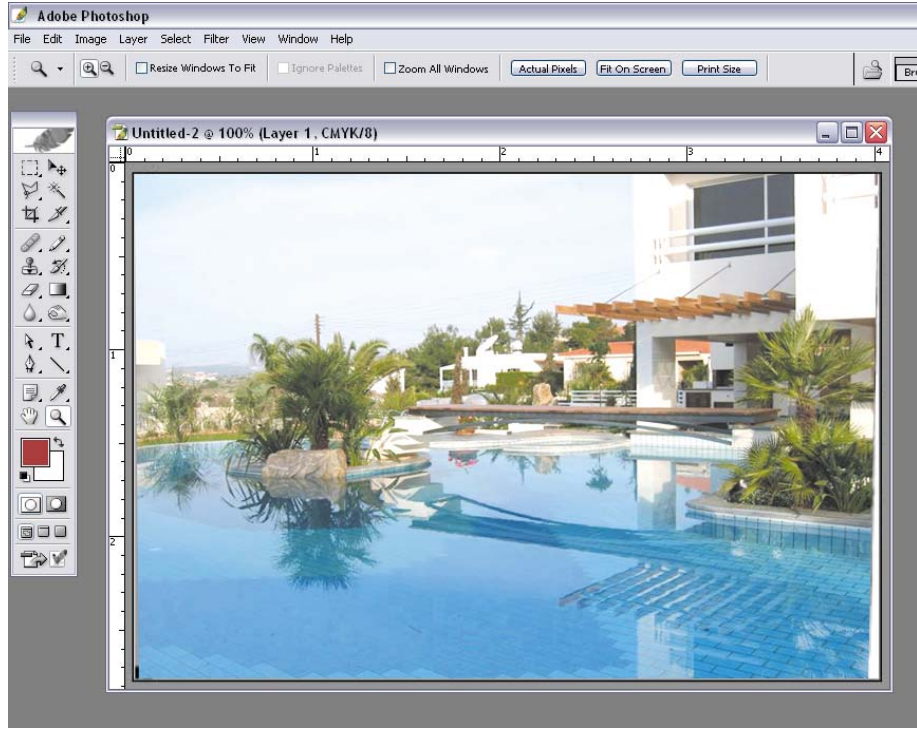 Adobe Photoshop
File Edit Image Layer Select Filter View Window Help
Resize Windows To Fit Ignore Palettes Zoom All Windows Actual Pixels Fit On Screen Print Size Bro
Untitled-2 @ 100% (Layer 1, CMYK/8)
0 1 2 3 4
0
1
2
T